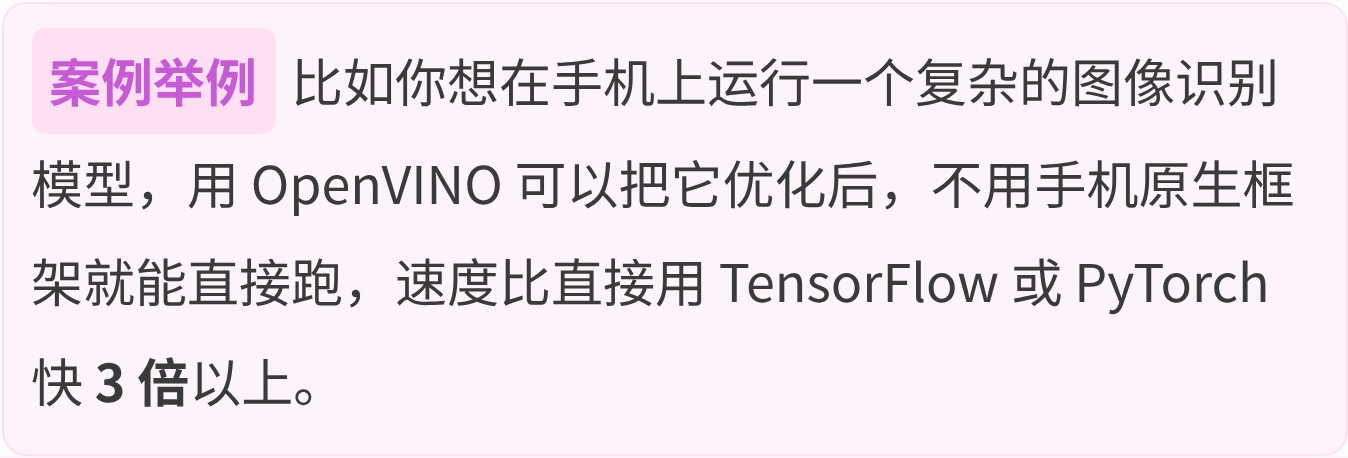 案例举例 比如你想在手机上运行一个复杂的图像识别
模型，用 OpenVINO 可以把它优化后，不用手机原生框
架就能直接跑，速度比直接用 TensorFlow 或 PyTorch
快 3 倍以上。